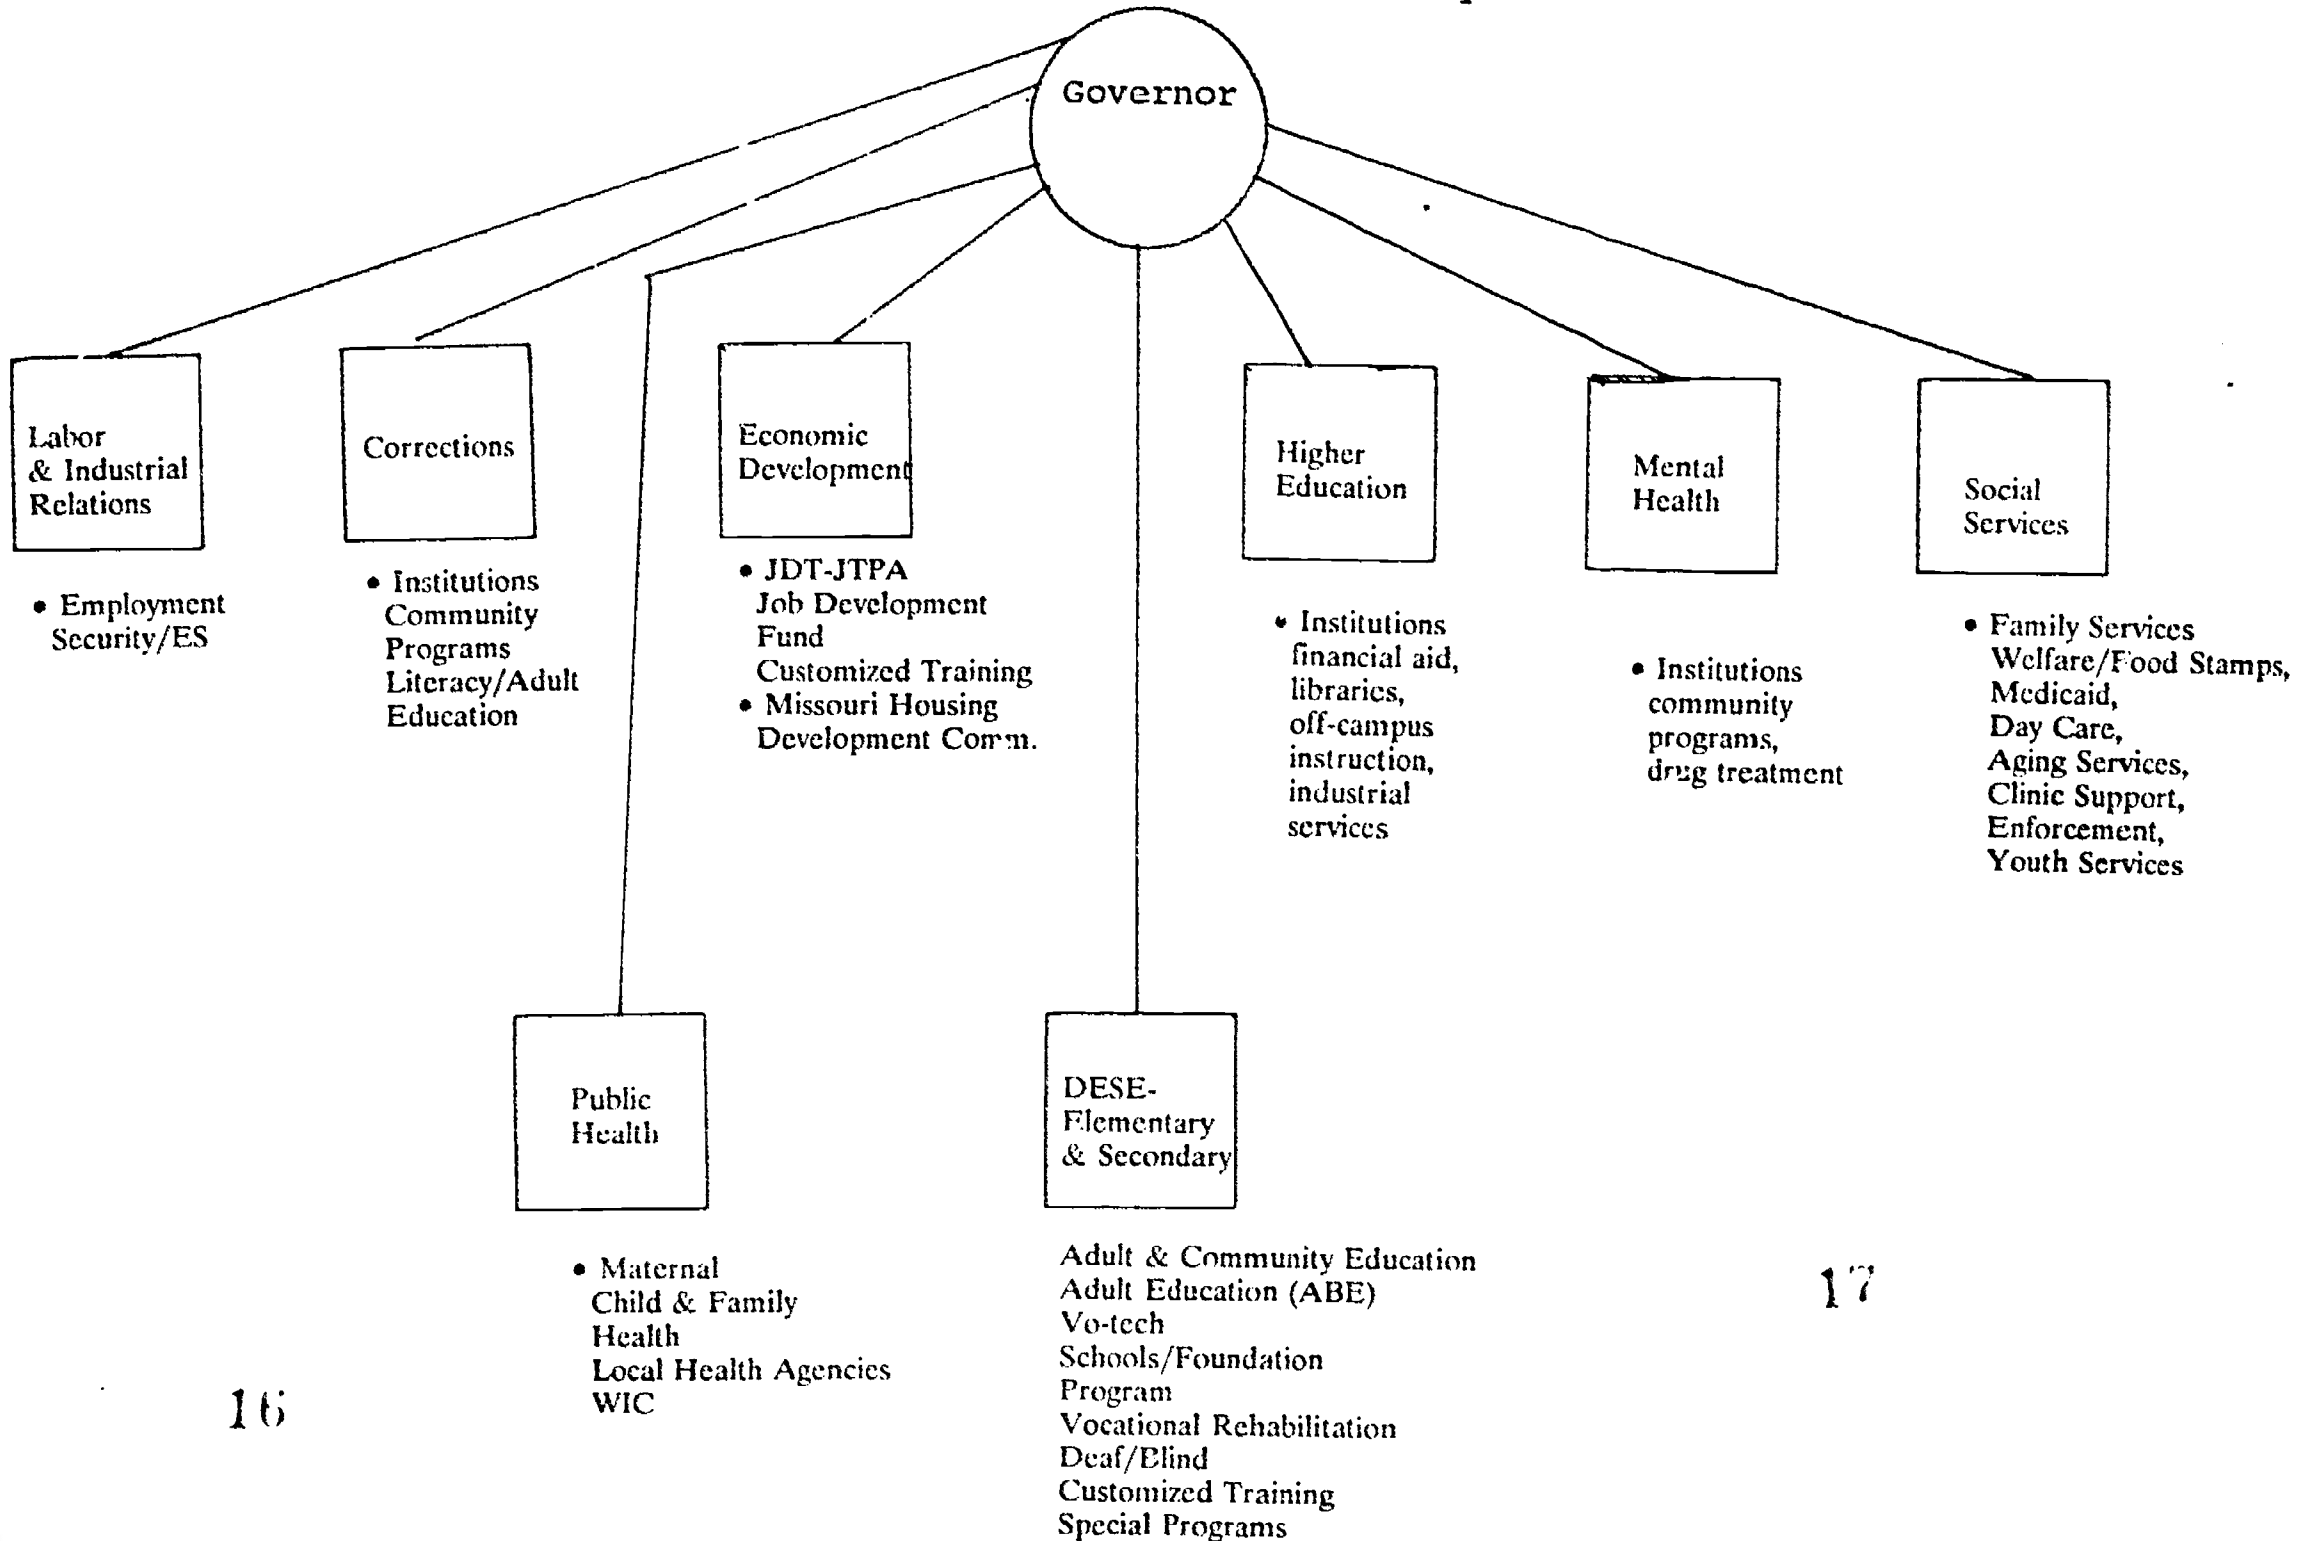 Governor
Labor
& Industrial
Relations
• Employment
Security/ES
Corrections
• Institutions
Community
Programs
Literacy/Adult
Education
Economic
Development
• JDT-JTPA
Job Development
Fund
Customized Training
• Missouri Housing
Development Comm.
Higher
Education
• Institutions
financial aid,
libraries,
off-campus
instruction,
industrial
services
Mental
Health
• Institutions
community
programs,
drug treatment
Social
Services
• Family Services
Welfare/Food Stamps,
Medicaid,
Day Care,
Aging Services,
Clinic Support,
Enforcement,
Youth Services
Public
Health
• Maternal
Child & Family
Health
Local Health Agencies
WIC
DESE-
Elementary
& Secondary
Adult & Community Education
Adult Education (ABE)
Vo-tech
Schools/Foundation
Program
Vocational Rehabilitation
Deaf/Blind
Customized Training
Special Programs
16
17